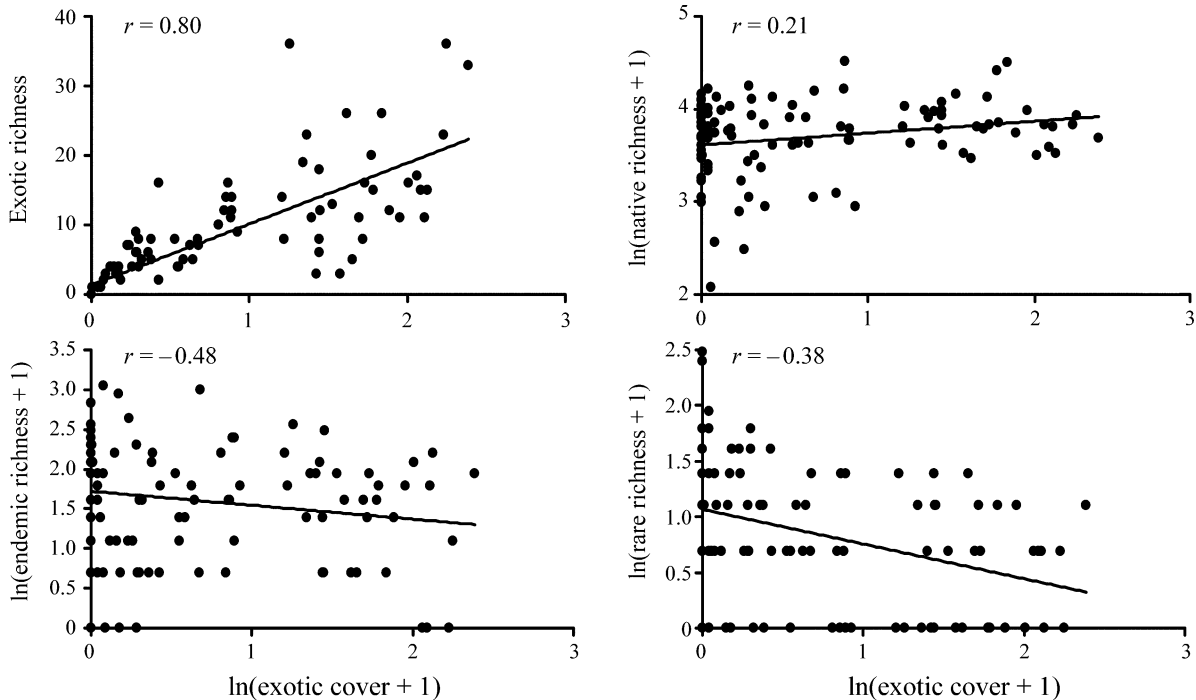 r = 0.80
Exotic richness
40
30
20
10
0
0 1 2 3
r = 0.21
ln(native richness + 1)
5
4
3
2
0 1 2 3
r = −0.48
ln(endemic richness + 1)
3.5
3.0
2.5
2.0
1.5
1.0
0.5
0
0 1 2 3
ln(exotic cover + 1)
r = −0.38
ln(rare richness + 1)
2.5
2.0
1.5
1.0
0.5
0
0 1 2 3
ln(exotic cover + 1)